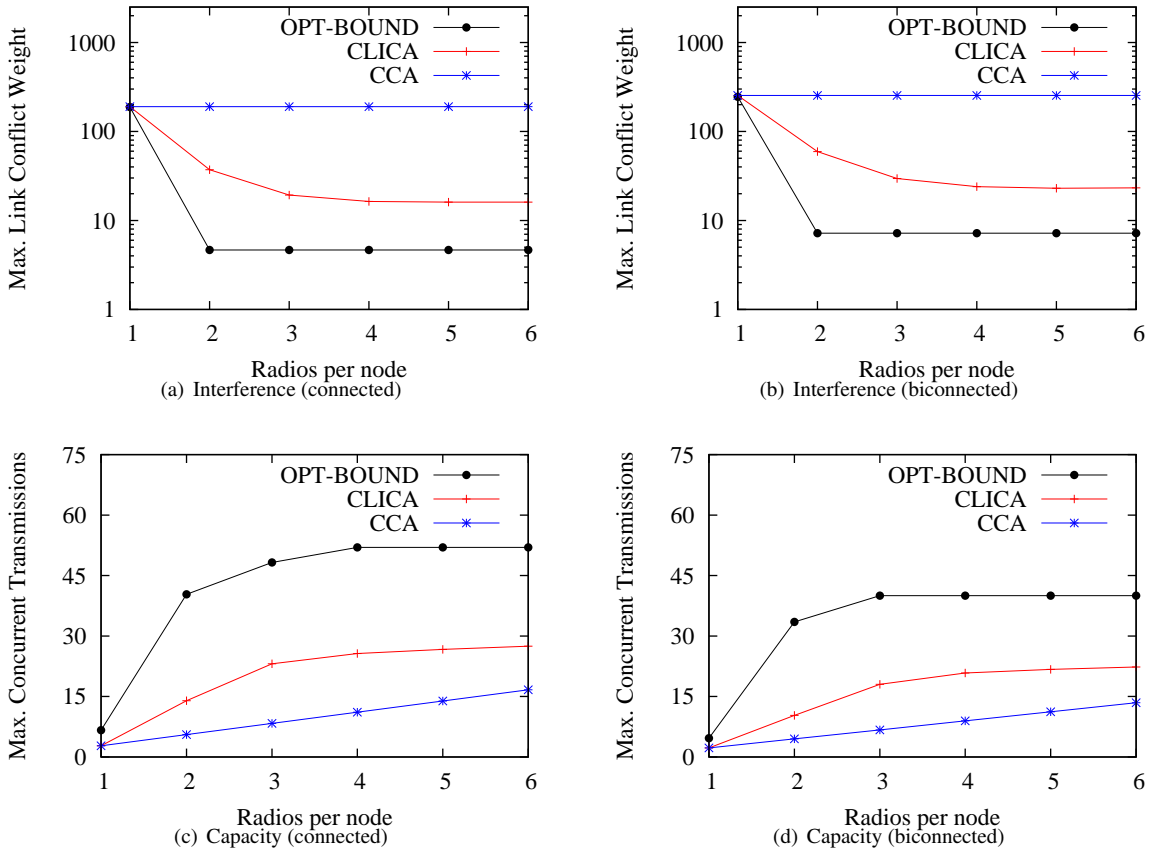 Max. Link Conflict Weight
1000
100
10
1
OPT-BOUND
CLICA
CCA
1 2 3 4 5 6
Radios per node
(a) Interference (connected)
Max. Link Conflict Weight
1000
100
10
1
OPT-BOUND
CLICA
CCA
1 2 3 4 5 6
Radios per node
(b) Interference (biconnected)
Max. Concurrent Transmissions
75
60
45
30
15
0
OPT-BOUND
CLICA
CCA
1 2 3 4 5 6
Radios per node
(c) Capacity (connected)
Max. Concurrent Transmissions
75
60
45
30
15
0
OPT-BOUND
CLICA
CCA
1 2 3 4 5 6
Radios per node
(d) Capacity (biconnected)